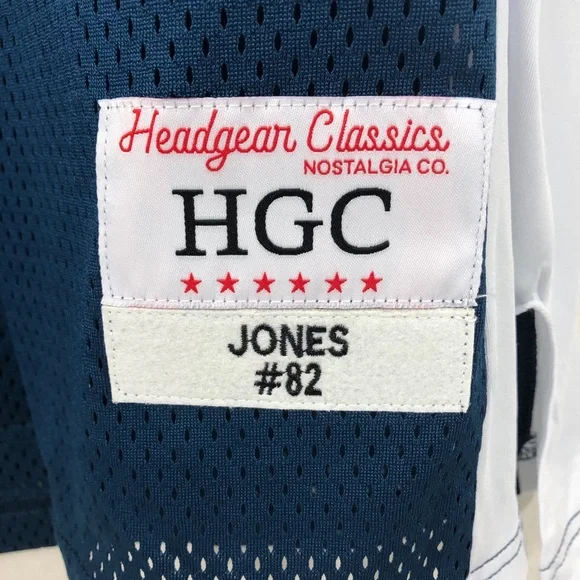 Headgear Classics
NOSTALGIA CO.
HGC
JONES
#82